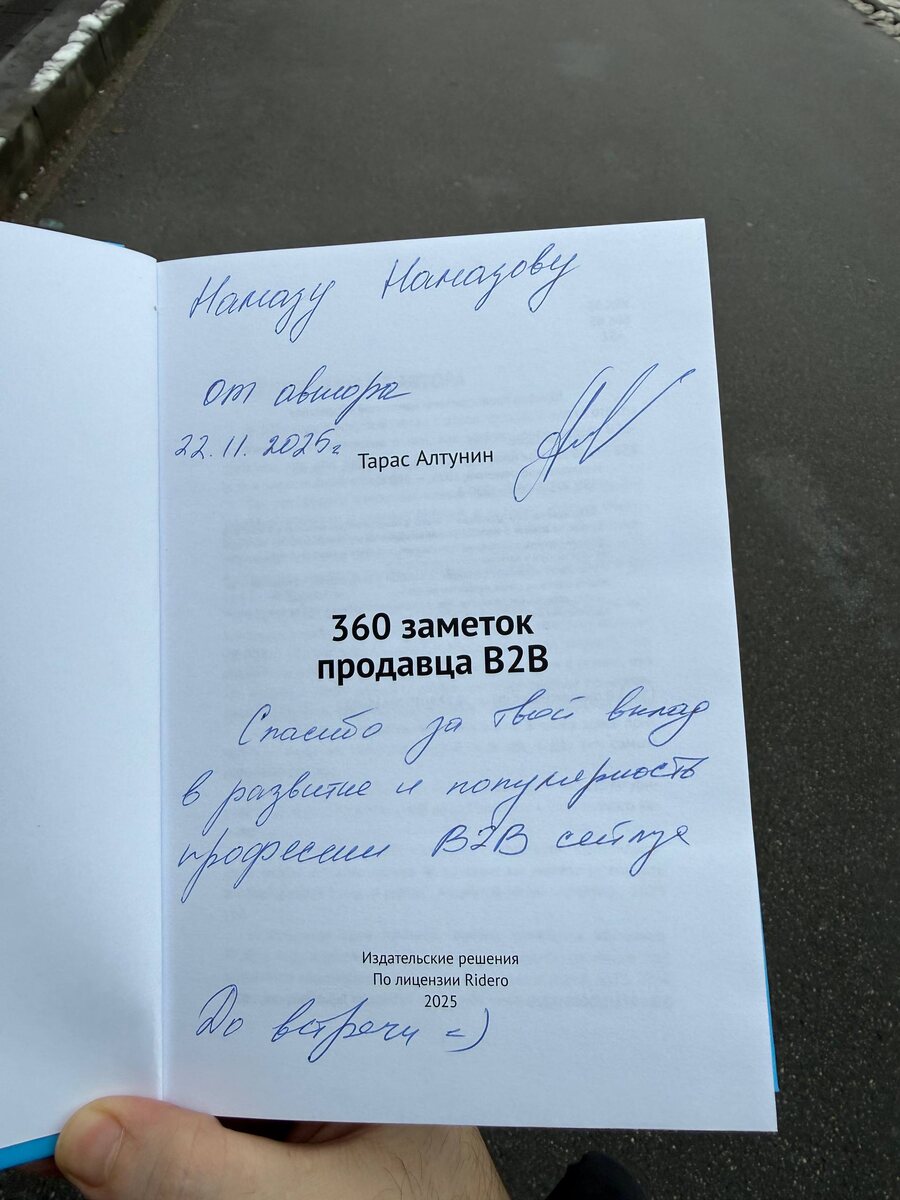 Намазу Намазову
от автора
22.11.2025г.
Тарас Алтунин
360 заметок
продавца B2B
Спасибо за твой вклад
в развитие и популярность
профессии B2B сейлза
Издательские решения
По лицензии Ridero
2025
До встречи =)